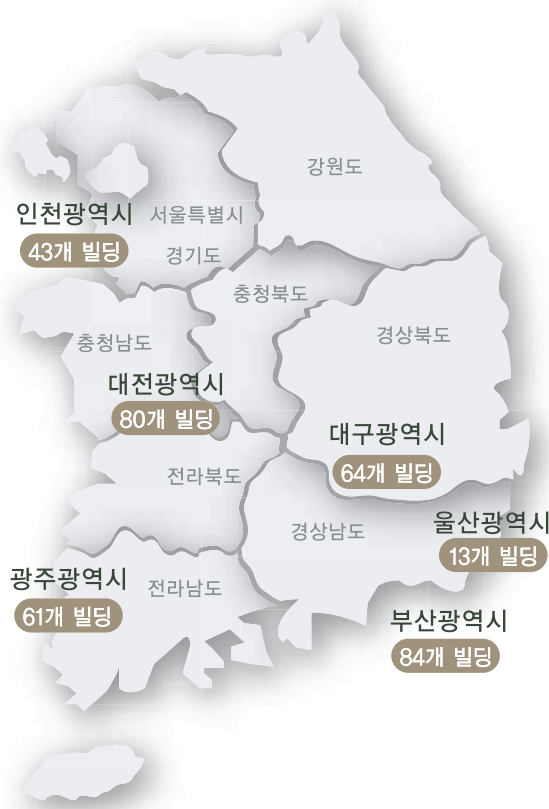 강원도
인천광역시
43개 빌딩
서울특별시
경기도
충청북도
충청남도
경상북도
대전광역시
80개 빌딩
대구광역시
64개 빌딩
전라북도
경상남도
울산광역시
13개 빌딩
광주광역시
61개 빌딩
전라남도
부산광역시
84개 빌딩